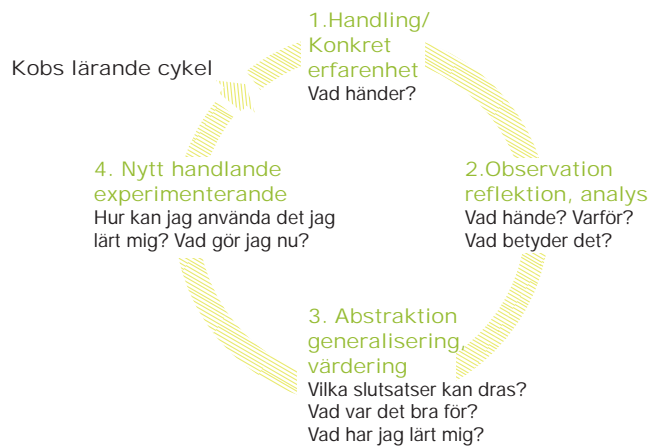 Kobs lärande cykel
1.Handling/
Konkret
erfarenhet
Vad händer?
2.Observation
reflektion, analys
Vad hände? Varför?
Vad betyder det?
3. Abstraktion
generalisering,
värdering
Vilka slutsatser kan dras?
Vad var det bra för?
Vad har jag lärt mig?
4. Nytt handlande
experimenterande
Hur kan jag använda det jag
lärt mig? Vad gör jag nu?